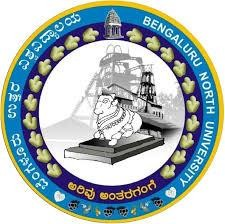 ಬೆಂಗಳೂರು ಉತ್ತರ ವಿಶ್ವವಿದ್ಯಾಲಯ
BENGALURU NORTH UNIVERSITY
ಅರಿವು ಅಂತರಗಂಗೆ